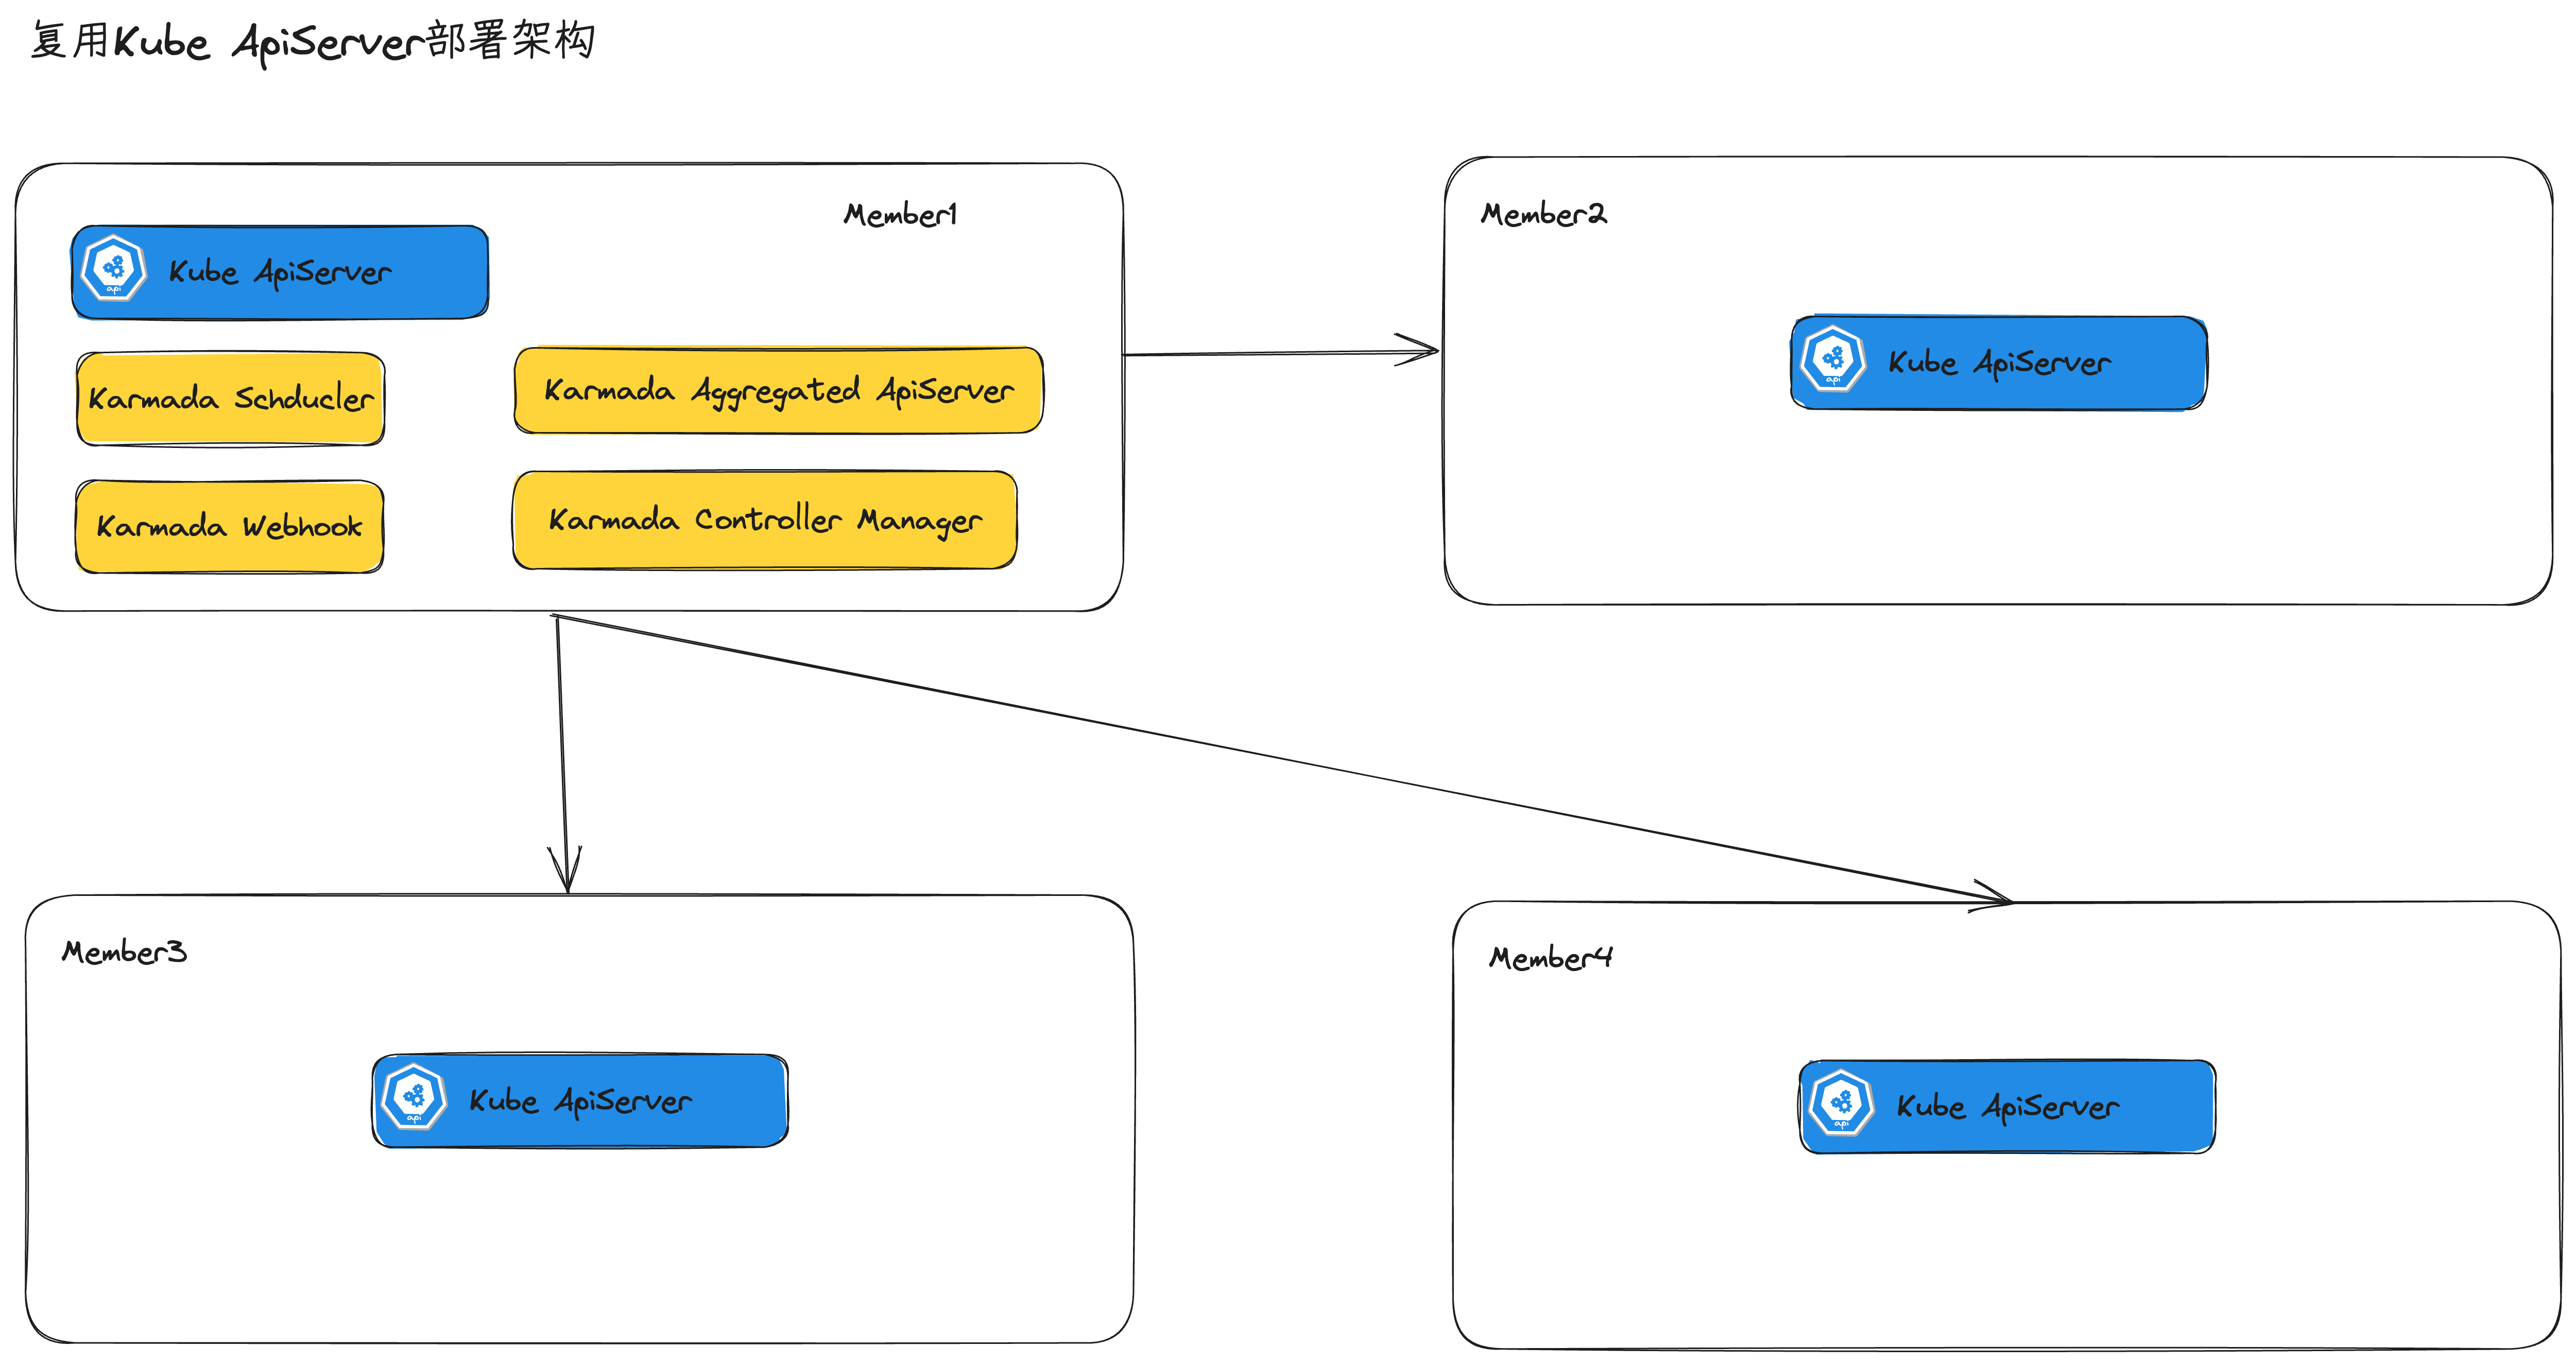 复用Kube ApiServer部署架构
Member1
api
Kube ApiServer
Karmada Schducler
Karmada Aggregated ApiServer
Karmada Webhook
Karmada Controller Manager
Member2
api
Kube ApiServer
Member3
api
Kube ApiServer
Member4
api
Kube ApiServer